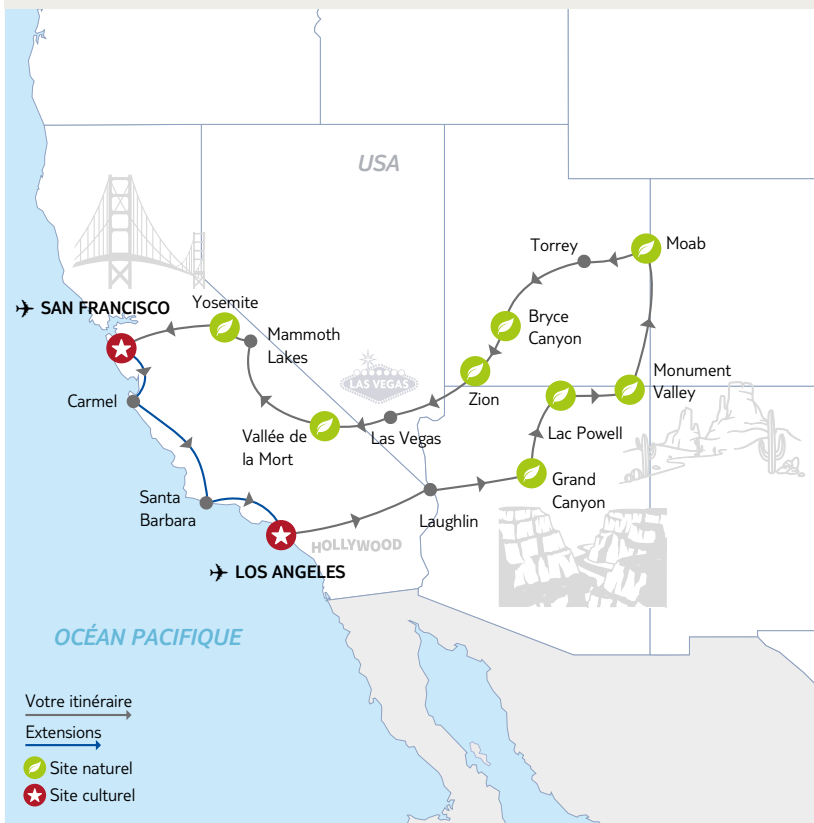 USA
Torrey
Moab
Yosemite
SAN FRANCISCO
Bryce
Canyon
Mammoth
Lakes
LAS VEGAS
Monument
Valley
Zion
Carmel
Vallée de
la Mort
Las Vegas
Lac Powell
Grand
Canyon
Santa
Barbara
Laughlin
HOLLYWOOD
LOS ANGELES
OCÉAN PACIFIQUE
Votre itinéraire
Extensions
Site naturel
Site culturel